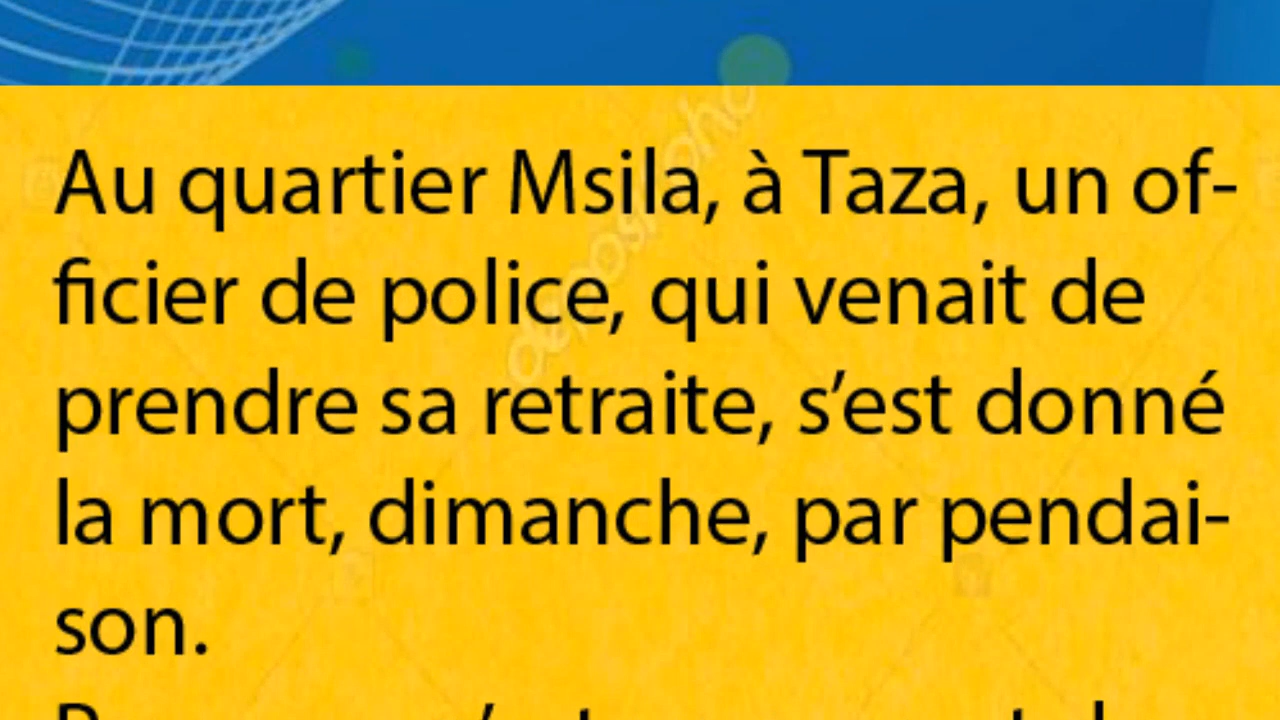 Au quartier Msila, à Taza, un of-
ficier de police, qui venait de
prendre sa retraite, s’est donné
la mort, dimanche, par pendai-
son.